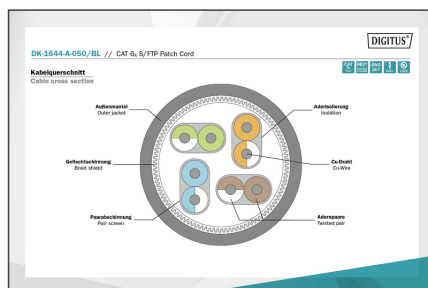 DIGITUS®
DK-1644-A-050/BL // CAT 6A S/FTP Patch Cord
Kabelquerschnitt
Cable cross section
Außenmantel
Outer jacket
Aderisolierung
Isolation
Geflechtschirmung
Braid shield
Cu-Draht
Cu-Wire
Paarabschirmung
Pair screen
Adernpaare
Twisted pair